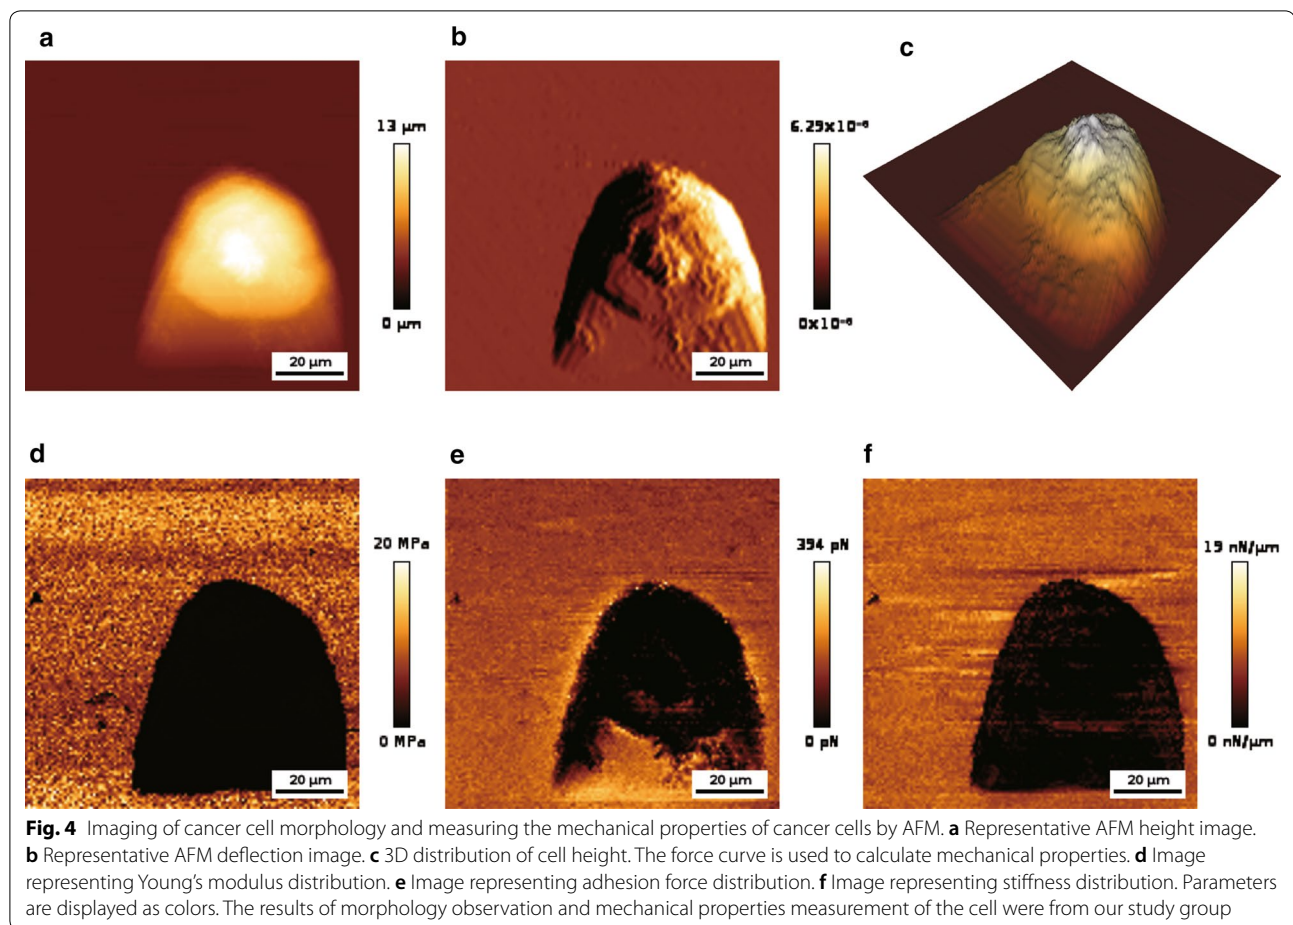 a
b
c
13 µm
0 µm
20 µm
6.25x10⁻⁸
0x10⁻⁸
20 µm
d
e
f
20 MPa
0 MPa
20 µm
394 pN
0 pN
20 µm
19 nN/µm
0 nN/µm
20 µm
Fig. 4 Imaging of cancer cell morphology and measuring the mechanical properties of cancer cells by AFM. a Representative AFM height image.
b Representative AFM deflection image. c 3D distribution of cell height. The force curve is used to calculate mechanical properties. d Image
representing Young's modulus distribution. e Image representing adhesion force distribution. f Image representing stiffness distribution. Parameters
are displayed as colors. The results of morphology observation and mechanical properties measurement of the cell were from our study group